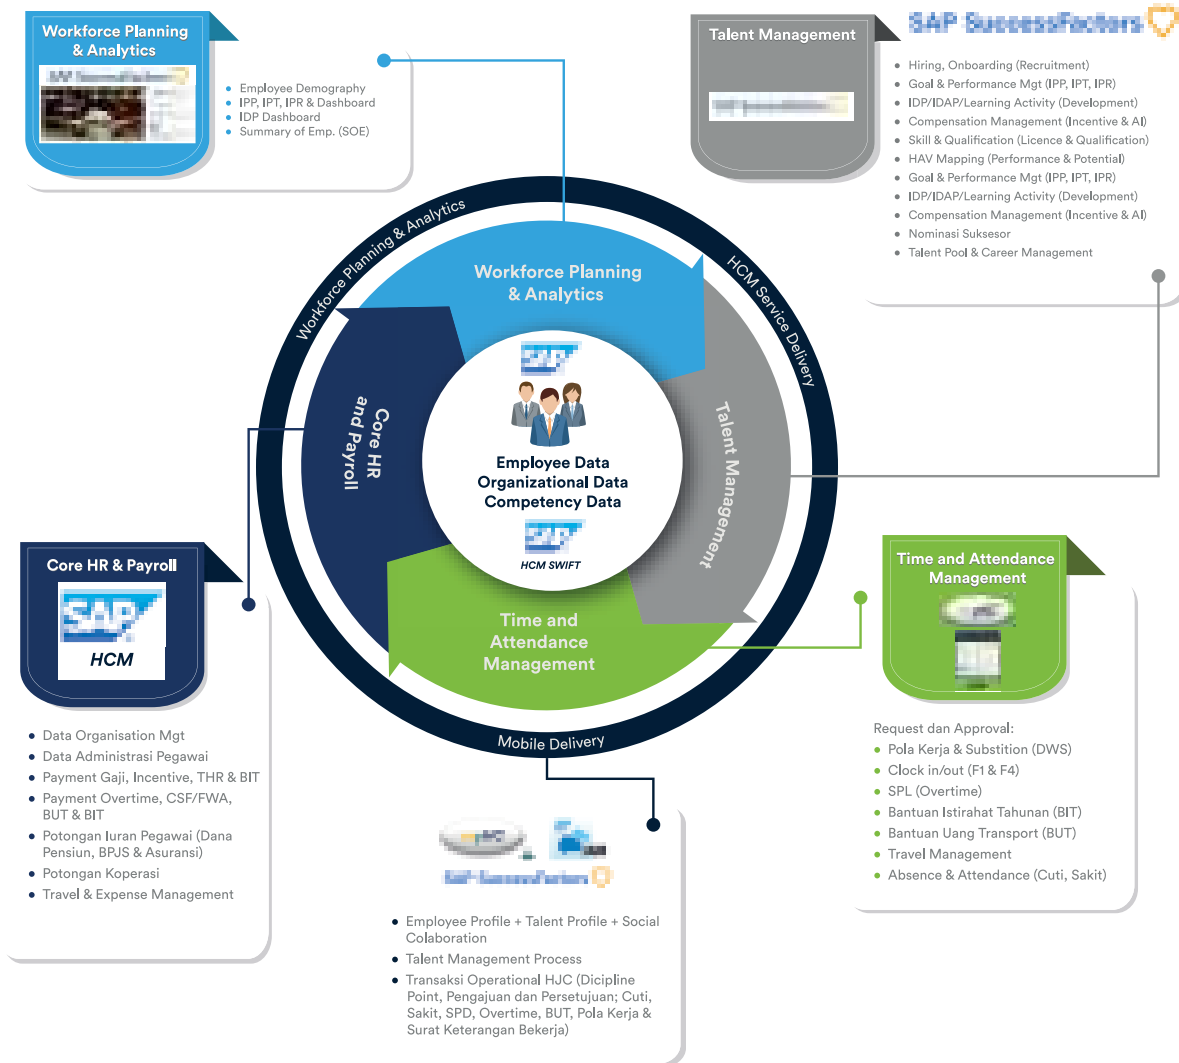 Workforce Planning
& Analytics
SAP SuccessFactors
Employee Demography
IPP, IPT, IPR & Dashboard
IDP Dashboard
Summary of Emp. (SOE)
Talent Management
SAP SuccessFactors
Hiring, Onboarding (Recruitment)
Goal & Performance Mgt (IPP, IPT, IPR)
IDP/IDAP/Learning Activity (Development)
Compensation Management (Incentive & AI)
Skill & Qualification (Licence & Qualification)
HAV Mapping (Performance & Potential)
Goal & Performance Mgt (IPP, IPT, IPR)
IDP/IDAP/Learning Activity (Development)
Compensation Management (Incentive & AI)
Nominasi Suksesor
Talent Pool & Career Management
Workforce Planning & Analytics
HCM Service Delivery
Mobile Delivery
Workforce Planning
& Analytics
Talent Management
Time and
Attendance
Management
Core HR
and Payroll
SAP
Employee Data
Organizational Data
Competency Data
SAP
HCM SWIFT
Core HR & Payroll
SAP
HCM
Data Organisation Mgt
Data Administrasi Pegawai
Payment Gaji, Incentive, THR & BIT
Payment Overtime, CSF/FWA,
BUT & BIT
Potongan Iuran Pegawai (Dana
Pensiun, BPJS & Asuransi)
Potongan Koperasi
Travel & Expense Management
SAP SuccessFactors
Employee Profile + Talent Profile + Social
Colaboration
Talent Management Process
Transaksi Operational HJC (Dicipline
Point, Pengajuan dan Persetujuan; Cuti,
Sakit, SPD, Overtime, BUT, Pola Kerja &
Surat Keterangan Bekerja)
Time and Attendance
Management
Request dan Approval:
Pola Kerja & Substition (DWS)
Clock in/out (F1 & F4)
SPL (Overtime)
Bantuan Istirahat Tahunan (BIT)
Bantuan Uang Transport (BUT)
Travel Management
Absence & Attendance (Cuti, Sakit)